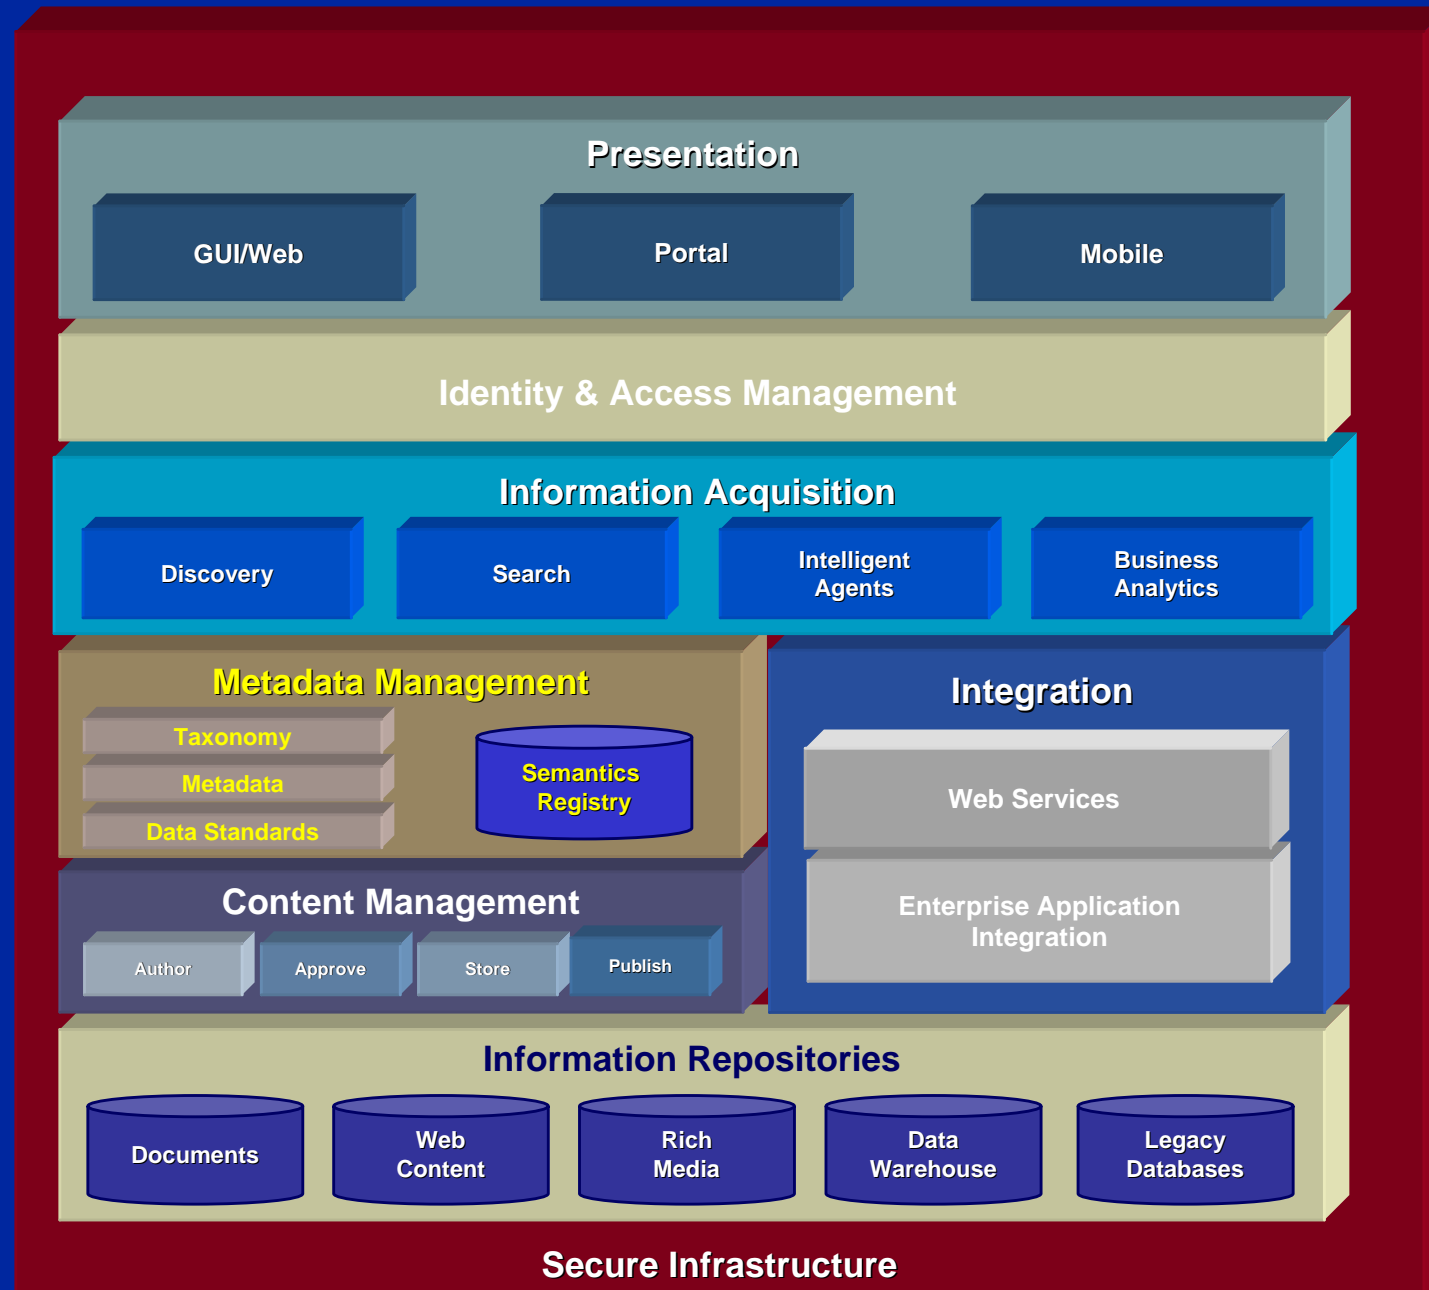 Presentation
GUI/Web
Portal
Mobile
Identity & Access Management
Information Acquisition
Discovery
Search
Intelligent
Agents
Business
Analytics
Metadata Management
Taxonomy
Metadata
Data Standards
Semantics
Registry
Integration
Web Services
Enterprise Application
Integration
Content Management
Author
Approve
Store
Publish
Information Repositories
Documents
Web
Content
Rich
Media
Data
Warehouse
Legacy
Databases
Secure Infrastructure